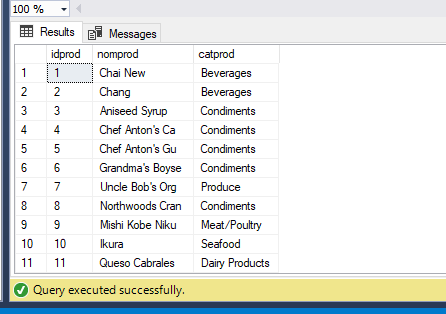 100 %
Results Messages
idprod nomprod catprod
1 1 Chai New Beverages
2 2 Chang Beverages
3 3 Aniseed Syrup Condiments
4 4 Chef Anton's Ca Condiments
5 5 Chef Anton's Gu Condiments
6 6 Grandma's Boyse Condiments
7 7 Uncle Bob's Org Produce
8 8 Northwoods Cran Condiments
9 9 Mishi Kobe Niku Meat/Poultry
10 10 Ikura Seafood
11 11 Queso Cabrales Dairy Products
Query executed successfully.